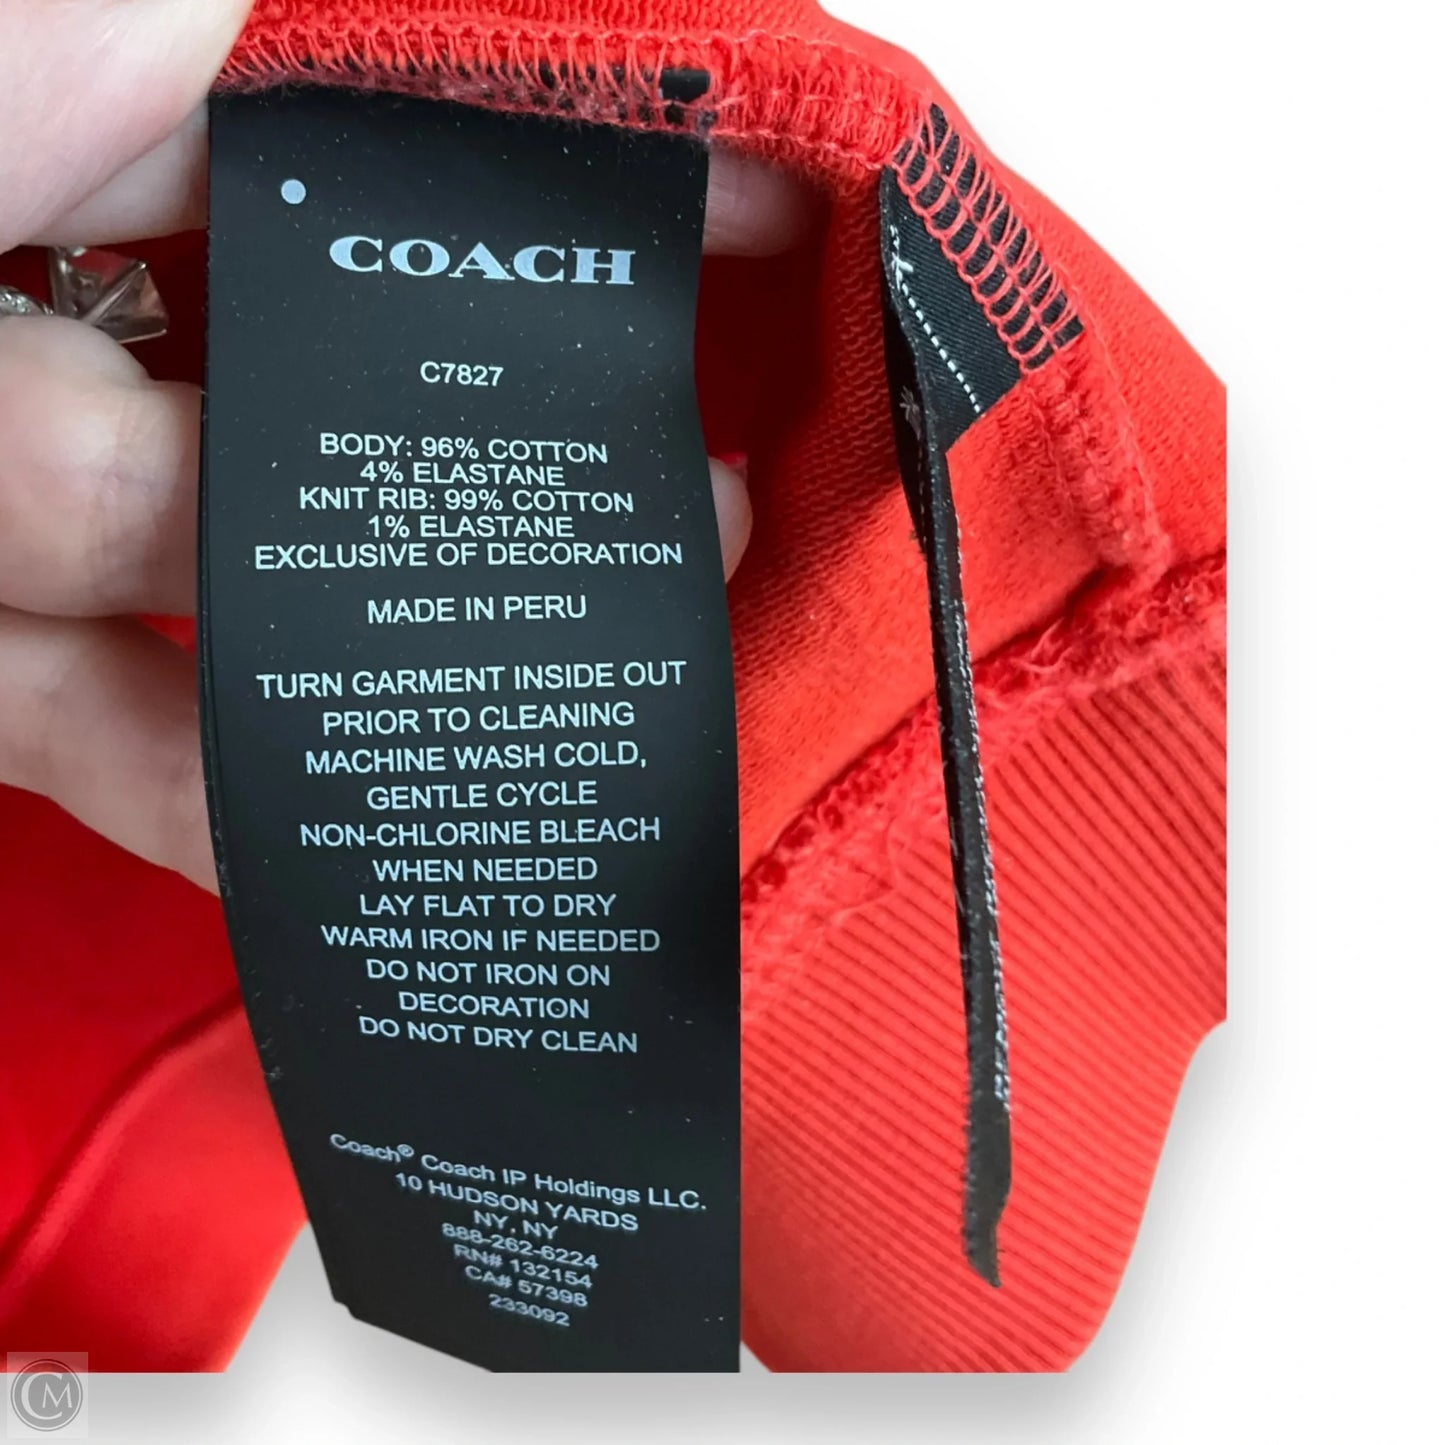 COACH
C7827
BODY: 96% COTTON
4% ELASTANE
KNIT RIB: 99% COTTON
1% ELASTANE
EXCLUSIVE OF DECORATION
MADE IN PERU
TURN GARMENT INSIDE OUT
PRIOR TO CLEANING
MACHINE WASH COLD,
GENTLE CYCLE
NON-CHLORINE BLEACH
WHEN NEEDED
LAY FLAT TO DRY
WARM IRON IF NEEDED
DO NOT IRON ON
DECORATION
DO NOT DRY CLEAN
Coach® Coach IP Holdings LLC.
10 HUDSON YARDS
NY, NY
888-262-6224
RN# 132154
CA# 57398
233092
CM